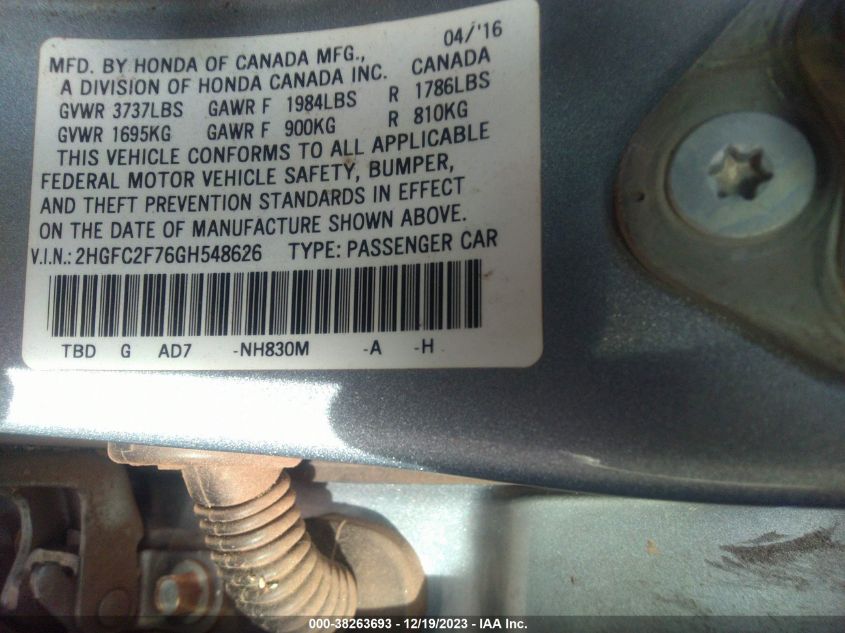 MFD. BY HONDA OF CANADA MFG., 04/'16
A DIVISION OF HONDA CANADA INC. CANADA
GVWR 3737LBS GAWR F 1984LBS R 1786LBS
GVWR 1695KG GAWR F 900KG R 810KG
THIS VEHICLE CONFORMS TO ALL APPLICABLE
FEDERAL MOTOR VEHICLE SAFETY, BUMPER,
AND THEFT PREVENTION STANDARDS IN EFFECT
ON THE DATE OF MANUFACTURE SHOWN ABOVE.
V.I.N.: 2HGFC2F76GH548626 TYPE: PASSENGER CAR
TBD G AD7 -NH830M -A -H
000-38263693 - 12/19/2023 - IAA Inc.